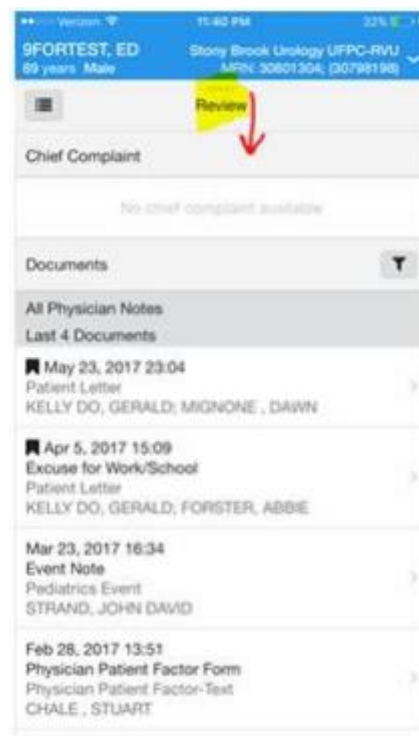 Verizon 11:40 PM 32%
9FORTEST, ED Stony Brook Urology UFPC-RVU
69 years Male MRN: 30601304; (30798198)
Review
Chief Complaint
No chief complaint available
Documents
All Physician Notes
Last 4 Documents
May 23, 2017 23:04
Patient Letter
KELLY DO, GERALD; MIGNONE , DAWN
Apr 5, 2017 15:09
Excuse for Work/School
Patient Letter
KELLY DO, GERALD; FORSTER, ABBIE
Mar 23, 2017 16:34
Event Note
Pediatrics Event
STRAND, JOHN DAVID
Feb 28, 2017 13:51
Physician Patient Factor Form
Physician Patient Factor-Text
CHALE , STUART